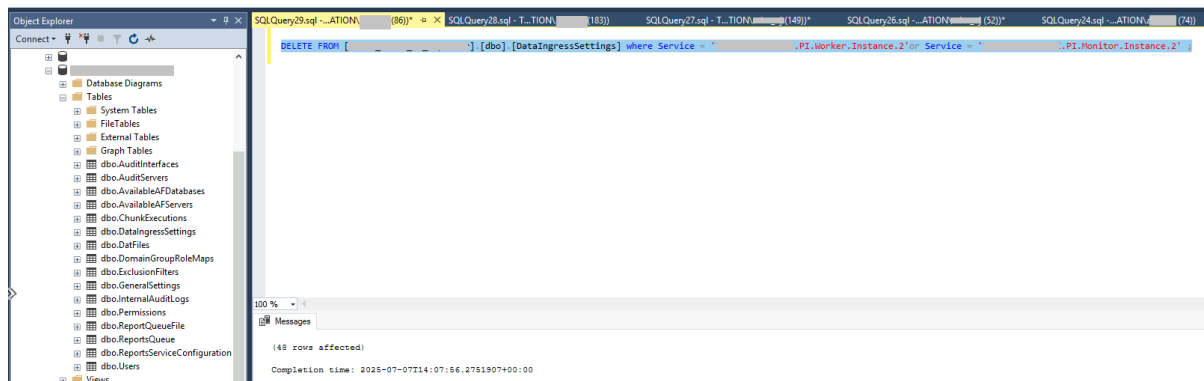 Object Explorer
SQLQuery29.sql -...ATION\ (86))*
SQLQuery28.sql - T...TION\ (183))
SQLQuery27.sql - T...TION\ (149))*
SQLQuery26.sql -...ATION\ (52))*
SQLQuery24.sql -...ATION\ (74))
Connect
DELETE FROM [ ].[dbo].[DataIngressSettings] where Service = ' .PI.Worker.Instance.2'or Service = ' .PI.Monitor.Instance.2' ;
Database Diagrams
Tables
System Tables
FileTables
External Tables
Graph Tables
dbo.AuditInterfaces
dbo.AuditServers
dbo.AvailableAFDatabases
dbo.AvailableAFServers
dbo.ChunkExecutions
dbo.DataIngressSettings
dbo.DatFiles
dbo.DomainGroupRoleMaps
dbo.ExclusionFilters
dbo.GeneralSettings
dbo.InternalAuditLogs
dbo.Permissions
dbo.ReportQueueFile
dbo.ReportsQueue
dbo.ReportsServiceConfiguration
dbo.Users
Views
100 %
Messages
(48 rows affected)
Completion time: 2025-07-07T14:07:56.2751907+00:00